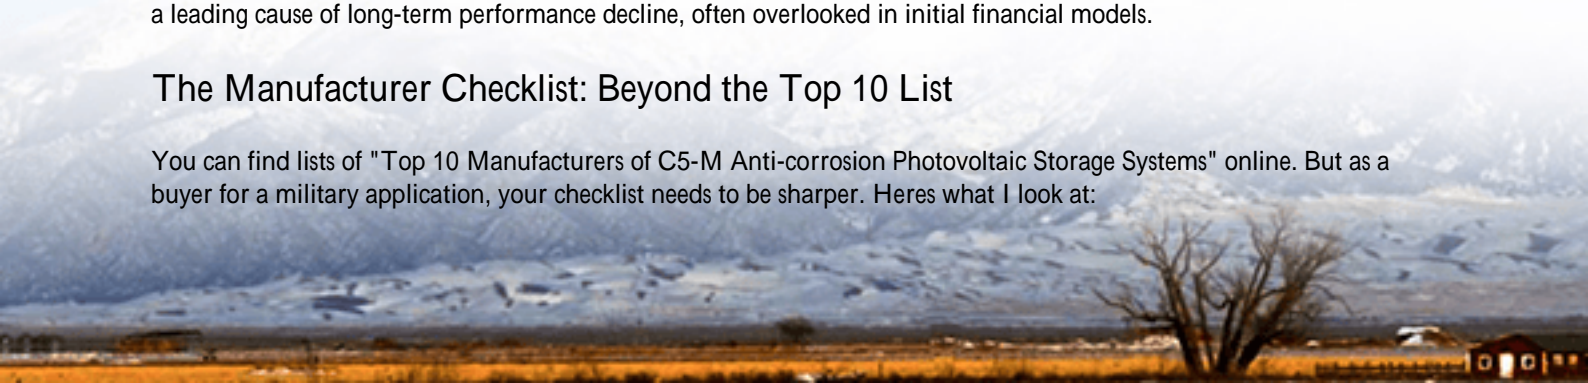 a leading cause of long-term performance decline, often overlooked in initial financial models.
The Manufacturer Checklist: Beyond the Top 10 List
You can find lists of "Top 10 Manufacturers of C5-M Anti-corrosion Photovoltaic Storage Systems" online. But as a
buyer for a military application, your checklist needs to be sharper. Heres what I look at: